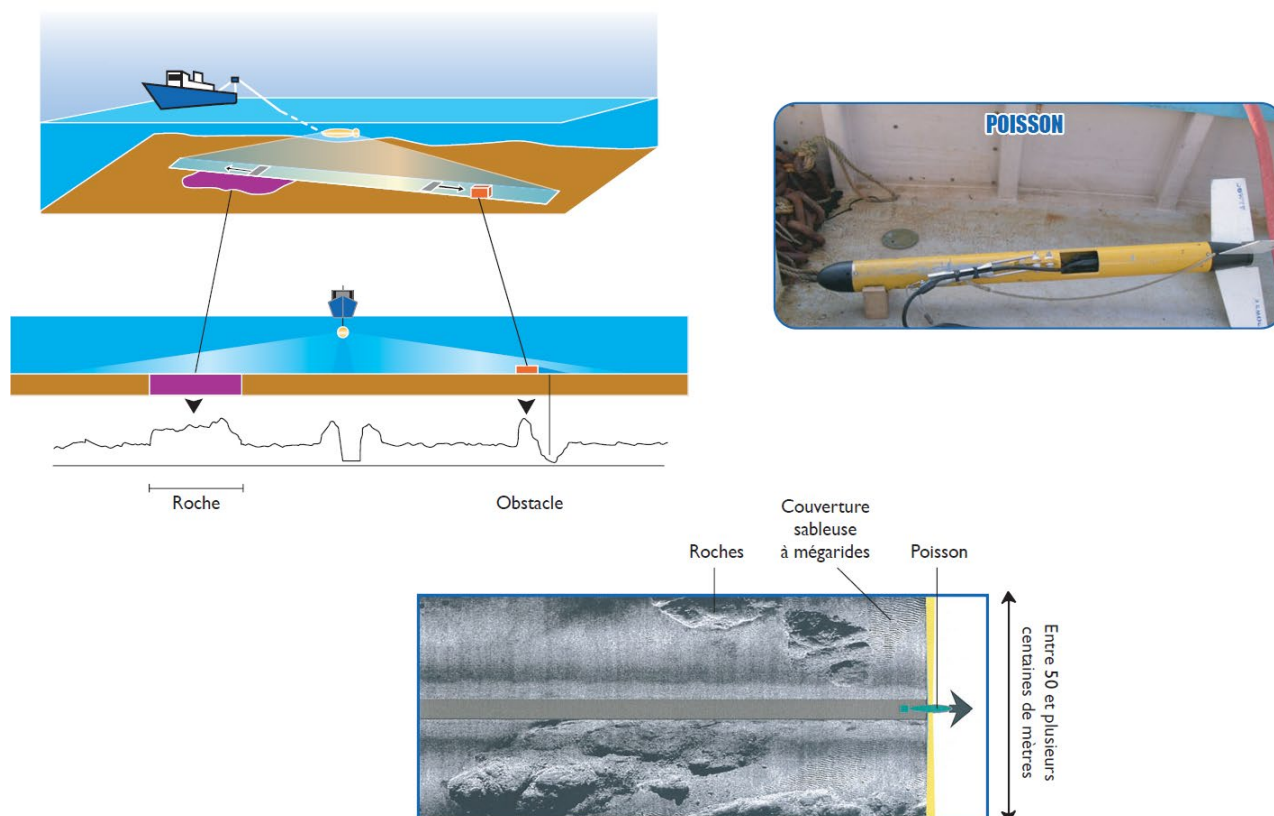 POISSON
Roche
Obstacle
Couverture
sableuse
à mégarides
Roches
Poisson
Entre 50 et plusieurs
centaines de mètres